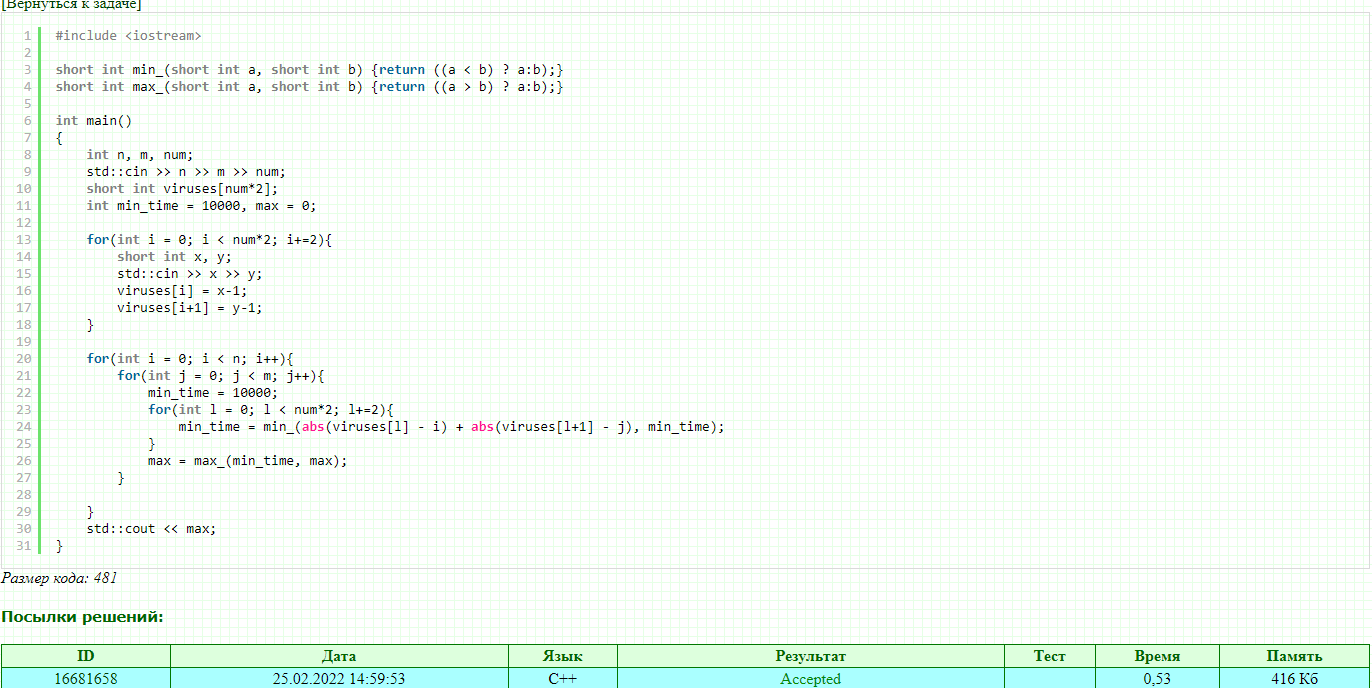 [Вернуться к задаче]
1 #include <iostream>
2
3 short int min_(short int a, short int b) {return ((a < b) ? a:b);}
4 short int max_(short int a, short int b) {return ((a > b) ? a:b);}
5
6 int main()
7 {
8     int n, m, num;
9     std::cin >> n >> m >> num;
10     short int viruses[num*2];
11     int min_time = 10000, max = 0;
12
13     for(int i = 0; i < num*2; i+=2){
14         short int x, y;
15         std::cin >> x >> y;
16         viruses[i] = x-1;
17         viruses[i+1] = y-1;
18     }
19
20     for(int i = 0; i < n; i++){
21         for(int j = 0; j < m; j++){
22             min_time = 10000;
23             for(int l = 0; l < num*2; l+=2){
24                 min_time = min_(abs(viruses[l] - i) + abs(viruses[l+1] - j), min_time);
25             }
26             max = max_(min_time, max);
27         }
28
29     }
30     std::cout << max;
31 }
Размер кода: 481
Посылки решений:
ID Дата Язык Результат Тест Время Память
16681658 25.02.2022 14:59:53 C++ Accepted 0,53 416 Кб